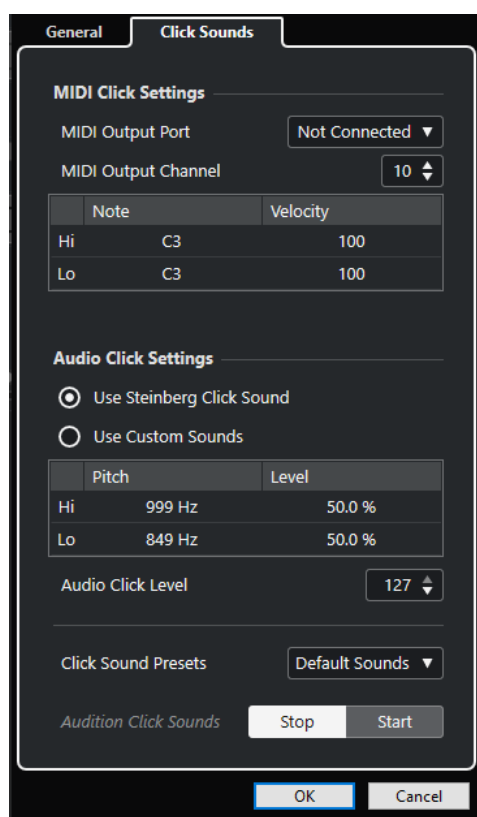 General Click Sounds
MIDI Click Settings
MIDI Output Port Not Connected
MIDI Output Channel 10
Note Velocity
Hi C3 100
Lo C3 100
Audio Click Settings
Use Steinberg Click Sound
Use Custom Sounds
Pitch Level
Hi 999 Hz 50.0 %
Lo 849 Hz 50.0 %
Audio Click Level 127
Click Sound Presets Default Sounds
Audition Click Sounds Stop Start
OK Cancel